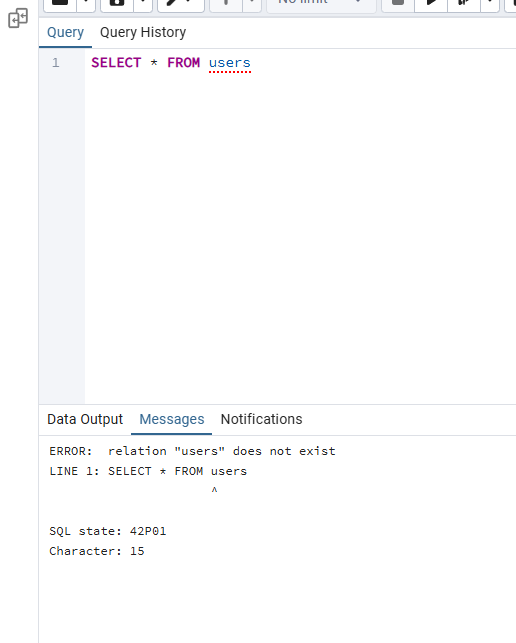 No limit
Query Query History
1 SELECT * FROM users
Data Output Messages Notifications
ERROR:  relation "users" does not exist
LINE 1: SELECT * FROM users
^
SQL state: 42P01
Character: 15